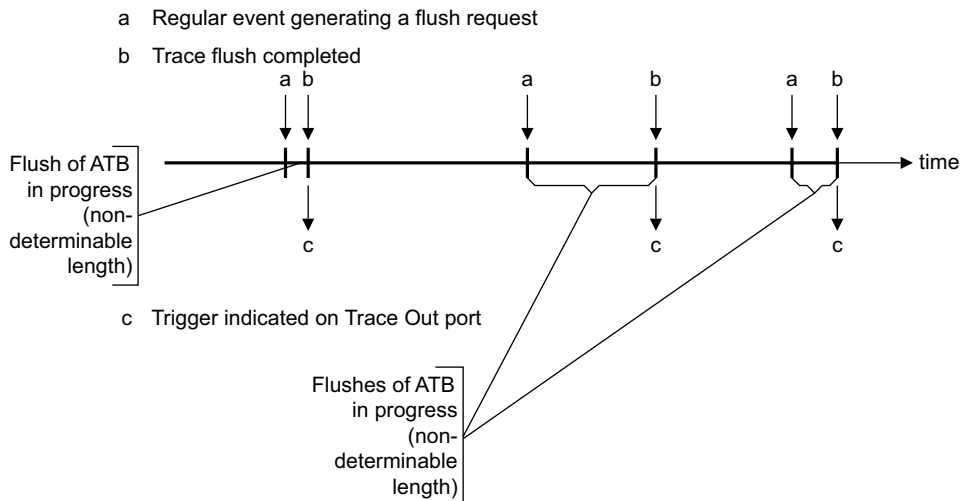 a Regular event generating a flush request
b Trace flush completed
a b a b a b
Flush of ATB
in progress
(non-
determinable
length)
time
c c c
c Trigger indicated on Trace Out port
Flushes of ATB
in progress
(non-
determinable
length)